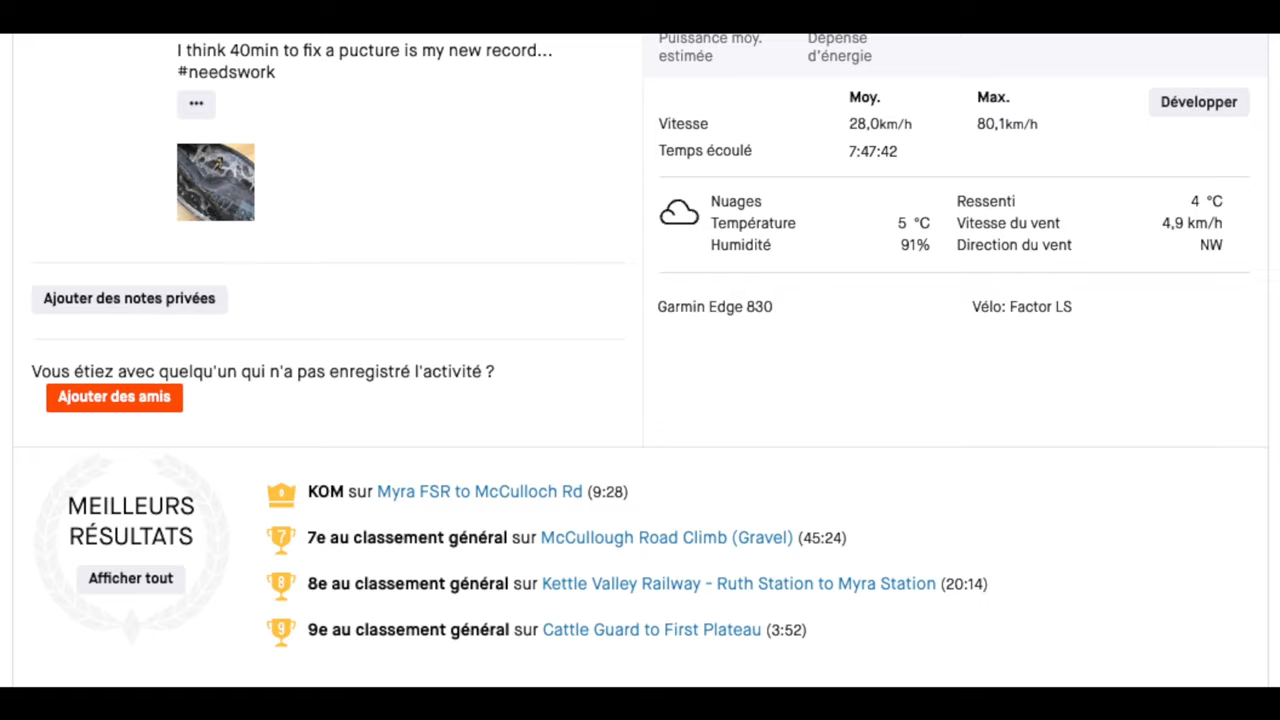 I think 40min to fix a pucture is my new record...
#needswork
•••
Ajouter des notes privées
Vous étiez avec quelqu'un qui n'a pas enregistré l'activité ?
Ajouter des amis
Puissance moy. Dépense
estimée d'énergie
Moy. Max.
Développer
Vitesse 28,0km/h 80,1km/h
Temps écoulé 7:47:42
Nuages Ressenti 4 °C
Température 5 °C Vitesse du vent 4,9 km/h
Humidité 91% Direction du vent NW
Garmin Edge 830 Vélo: Factor LS
MEILLEURS
RÉSULTATS
Afficher tout
KOM sur Myra FSR to McCulloch Rd (9:28)
7 7e au classement général sur McCullough Road Climb (Gravel) (45:24)
8 8e au classement général sur Kettle Valley Railway - Ruth Station to Myra Station (20:14)
9 9e au classement général sur Cattle Guard to First Plateau (3:52)